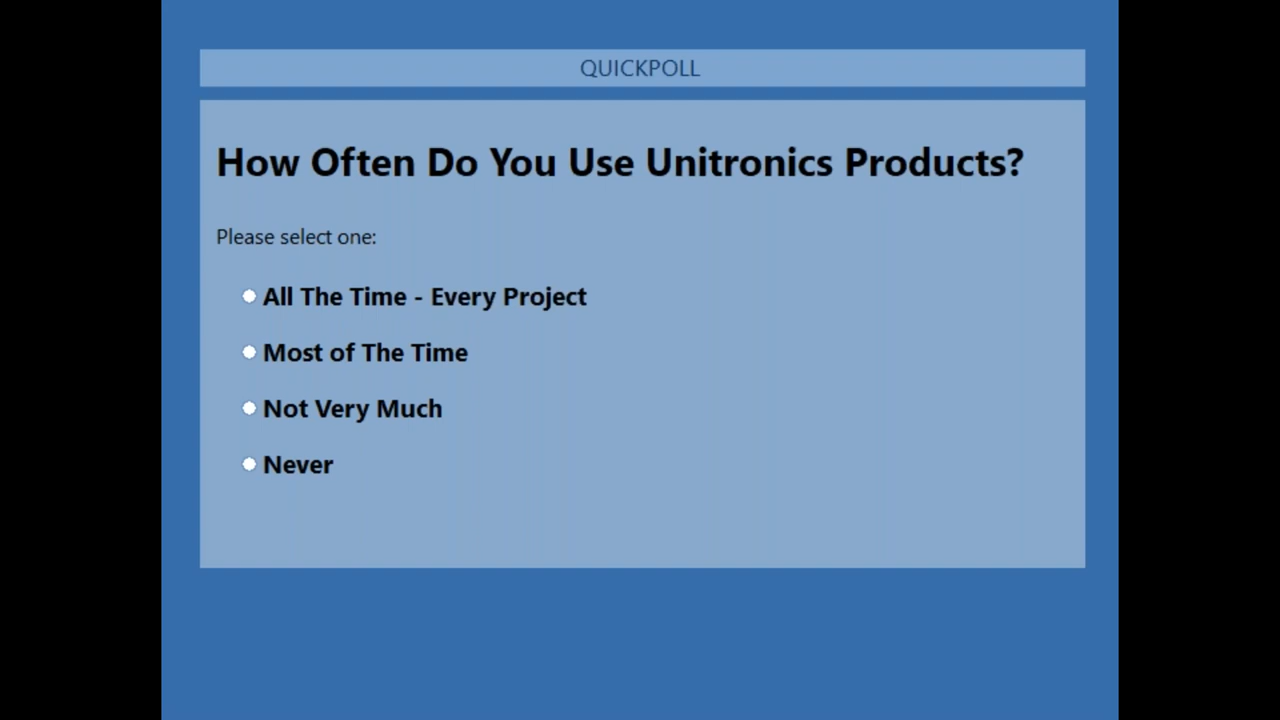 QUICKPOLL
How Often Do You Use Unitronics Products?
Please select one:
All The Time - Every Project
Most of The Time
Not Very Much
Never